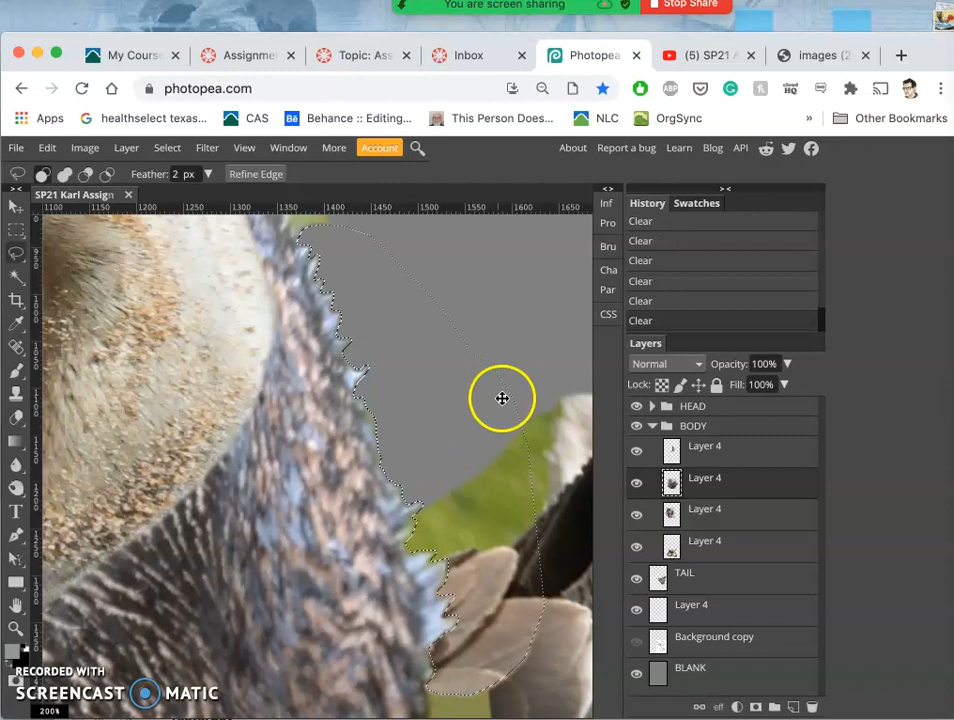 You are screen sharing
Stop Share
My Cours
Assignme
Topic: Ass
Inbox
Photopea
(5) SP21 A
images (2
photopea.com
ABP
HQ
Apps
healthselect texas...
CAS
Behance :: Editing...
This Person Does...
NLC
OrgSync
»
Other Bookmarks
File Edit Image Layer Select Filter View Window More Account
About Report a bug Learn Blog API
Feather: 2 px
Refine Edge
SP21 Karl Assign
1100 1150 1200 1250 1300 1350 1400 1450 1500 1550 1600 1650
Inf
Pro
Bru
Cha
Par
CSS
History Swatches
Clear
Clear
Clear
Clear
Clear
Clear
Layers
Normal Opacity: 100%
Lock: Fill: 100%
HEAD
BODY
Layer 4
Layer 4
Layer 4
Layer 4
TAIL
Layer 4
Background copy
BLANK
eff
RECORDED WITH
SCREENCAST MATIC
200%